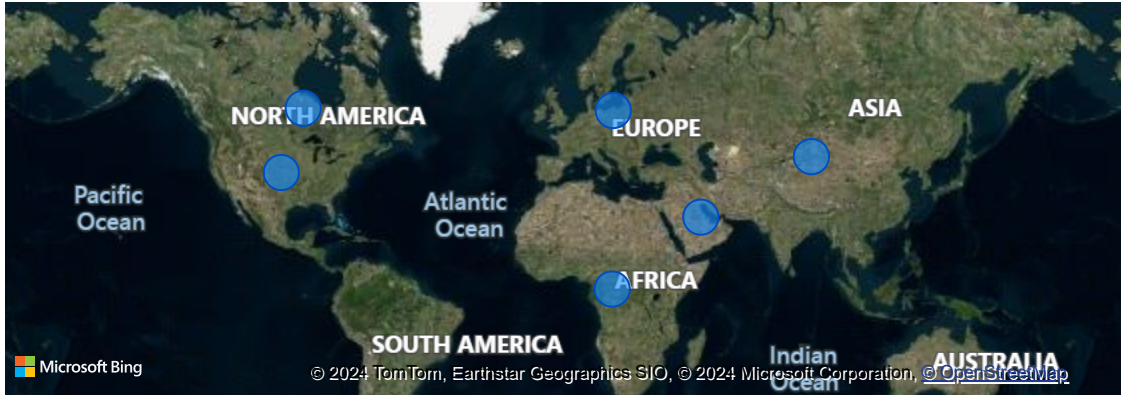 NORTH AMERICA
EUROPE
ASIA
Pacific
Ocean
Atlantic
Ocean
AFRICA
SOUTH AMERICA
Indian
Ocean
AUSTRALIA
Microsoft Bing
© 2024 TomTom, Earthstar Geographics SIO, © 2024 Microsoft Corporation, © OpenStreetMap